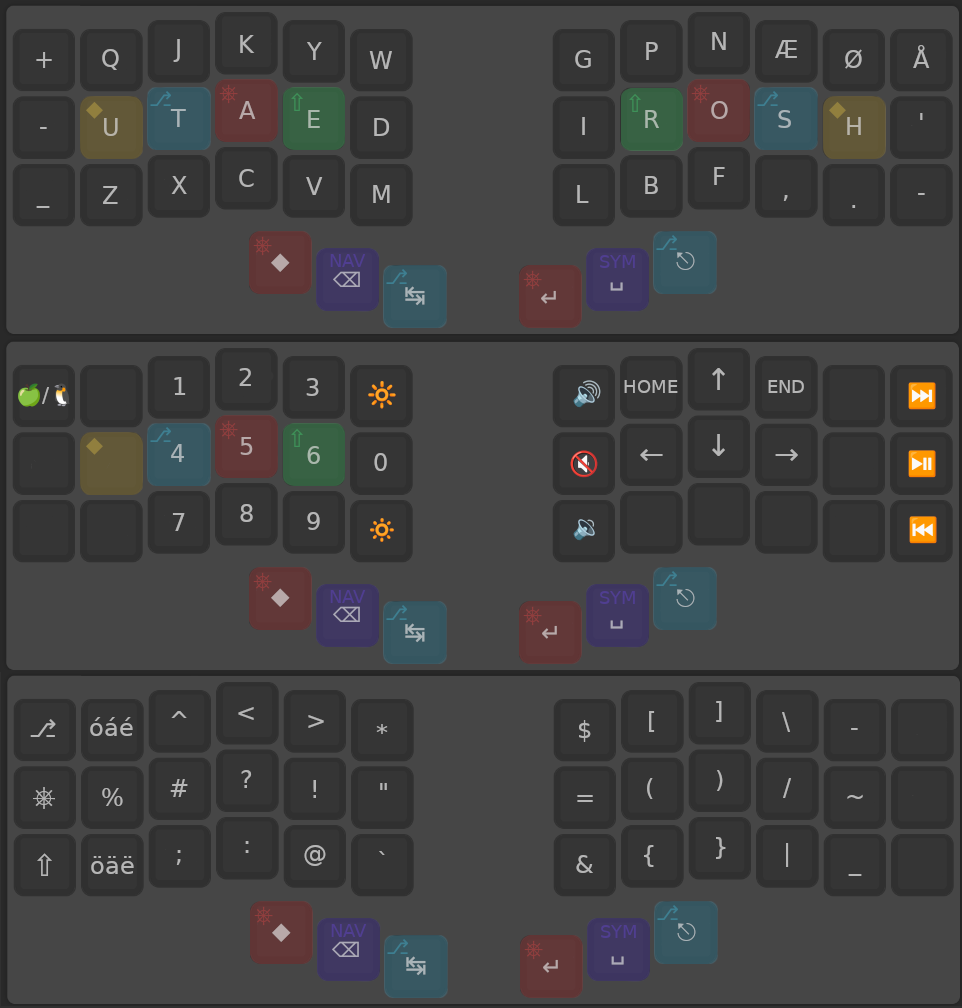 + Q J K Y W G P N Æ Ø Å
- U ⎇ T ⎈ A ⇧ E D I ⇧ R ⎈ O ⎇ S H '
_ Z X C V M L B F , . -
⎈ ◆ NAV ⌫ ⎇ ↹ ⎈ ↵ SYM ␣ ⎇ ⎋
🍏/🐧 1 2 3 🔆 🔊 HOME ↑ END ⏭
◆ ⎇ 4 ⎈ 5 ⇧ 6 0 🔇 ← ↓ → ⏯
7 8 9 🔅 🔉 ⏮
⎈ ◆ NAV ⌫ ⎇ ↹ ⎈ ↵ SYM ␣ ⎇ ⎋
⎇ óáé ^ < > * $ [ ] \ -
⎈ % # ? ! " = ( ) / ~
⇧ öäë ; : @ ` & { } | _
⎈ ◆ NAV ⌫ ⎇ ↹ ⎈ ↵ SYM ␣ ⎇ ⎋